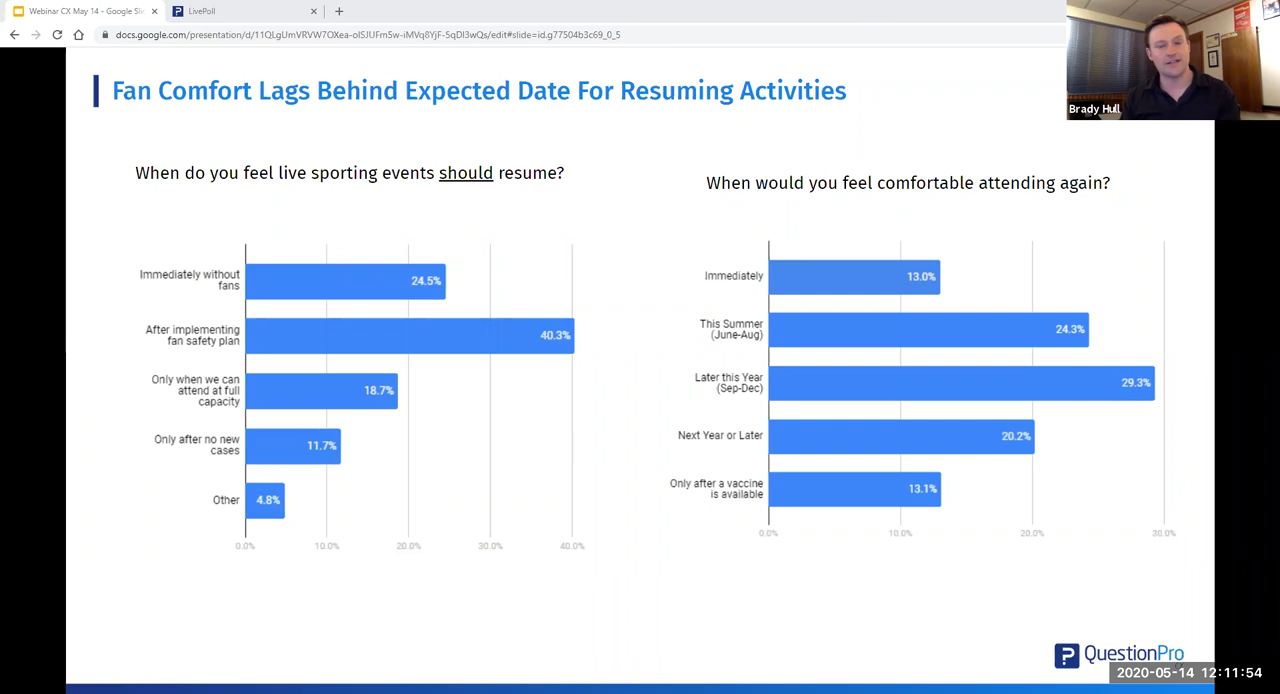 Webinar CX May 14 - Google Sli
LivePoll
docs.google.com/presentation/d/11QLgUmVRVW7OXea-olSJUFm5w-iMVq8YjF-5qDl3wQs/edit#slide=id.g77504b3c69_0_5
Brady Hull
Fan Comfort Lags Behind Expected Date For Resuming Activities
When do you feel live sporting events should resume?
Immediately without
fans
24.5%
After implementing
fan safety plan
40.3%
Only when we can
attend at full
capacity
18.7%
Only after no new
cases
11.7%
Other
4.8%
0.0% 10.0% 20.0% 30.0% 40.0%
When would you feel comfortable attending again?
Immediately
13.0%
This Summer
(June-Aug)
24.3%
Later this Year
(Sep-Dec)
29.3%
Next Year or Later
20.2%
Only after a vaccine
is available
13.1%
0.0% 10.0% 20.0% 30.0%
QuestionPro
2020-05-14 12:11:54